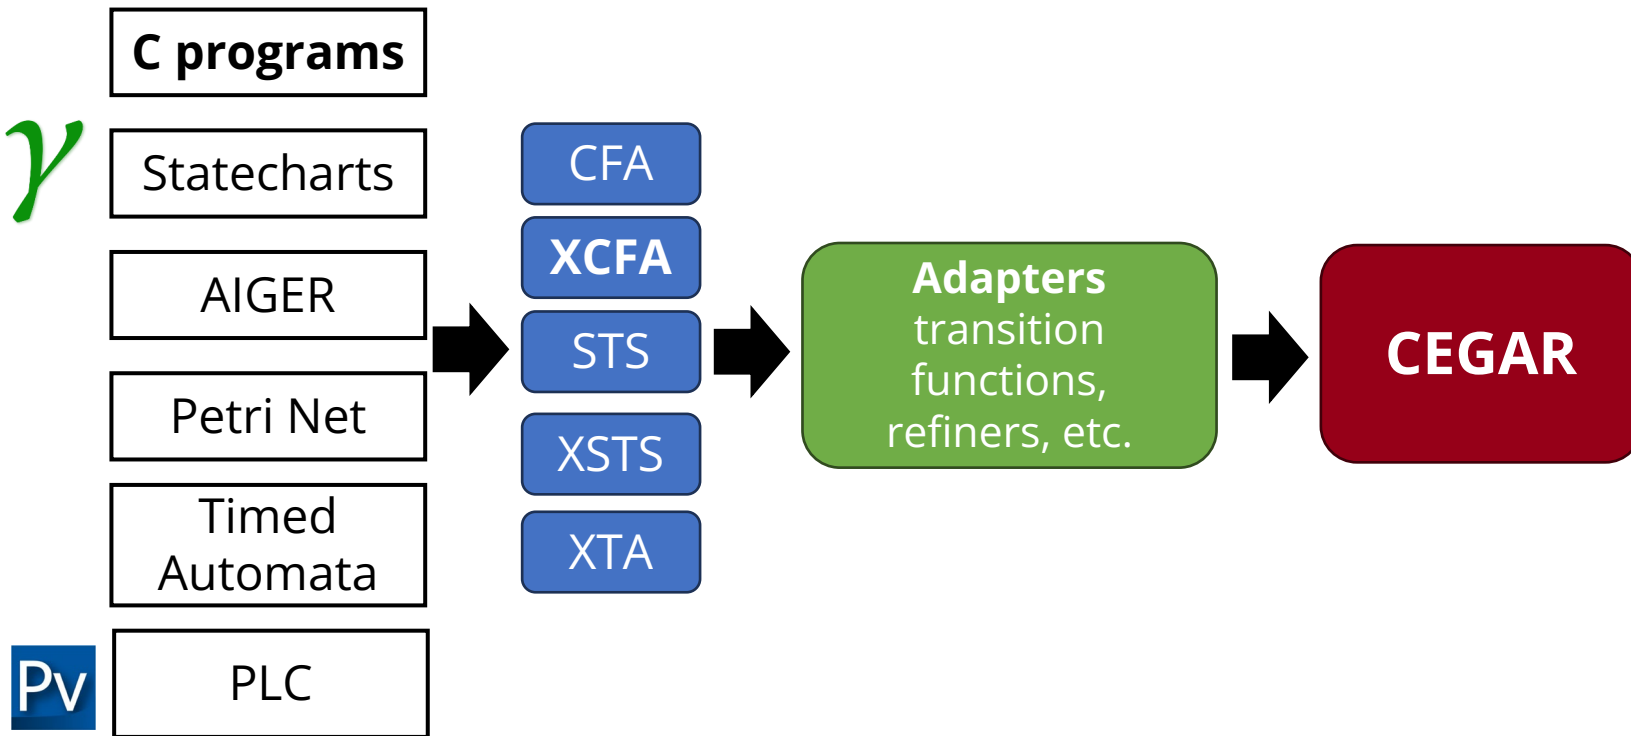 C programs
γ
Statecharts
AIGER
Petri Net
Timed
Automata
Pv
PLC
CFA
XCFA
STS
XSTS
XTA
Adapters
transition
functions,
refiners, etc.
CEGAR